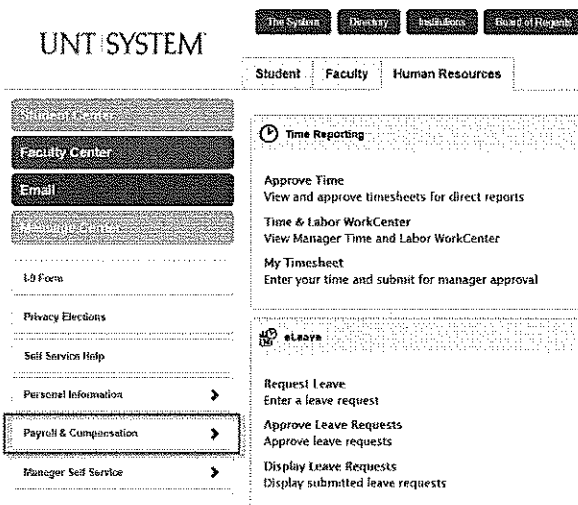 UNT SYSTEM
The System
Directory
Institutions
Board of Regents
Student
Faculty
Human Resources
Student Center
Faculty Center
Email
I-9 Form
Privacy Elections
Self Service Help
Personal Information
Payroll & Compensation
Manager Self Service
Time Reporting
Approve Time
View and approve timesheets for direct reports
Time & Labor WorkCenter
View Manager Time and Labor WorkCenter
My Timesheet
Enter your time and submit for manager approval
eLeave
Request Leave
Enter a leave request
Approve Leave Requests
Approve leave requests
Display Leave Requests
Display submitted leave requests